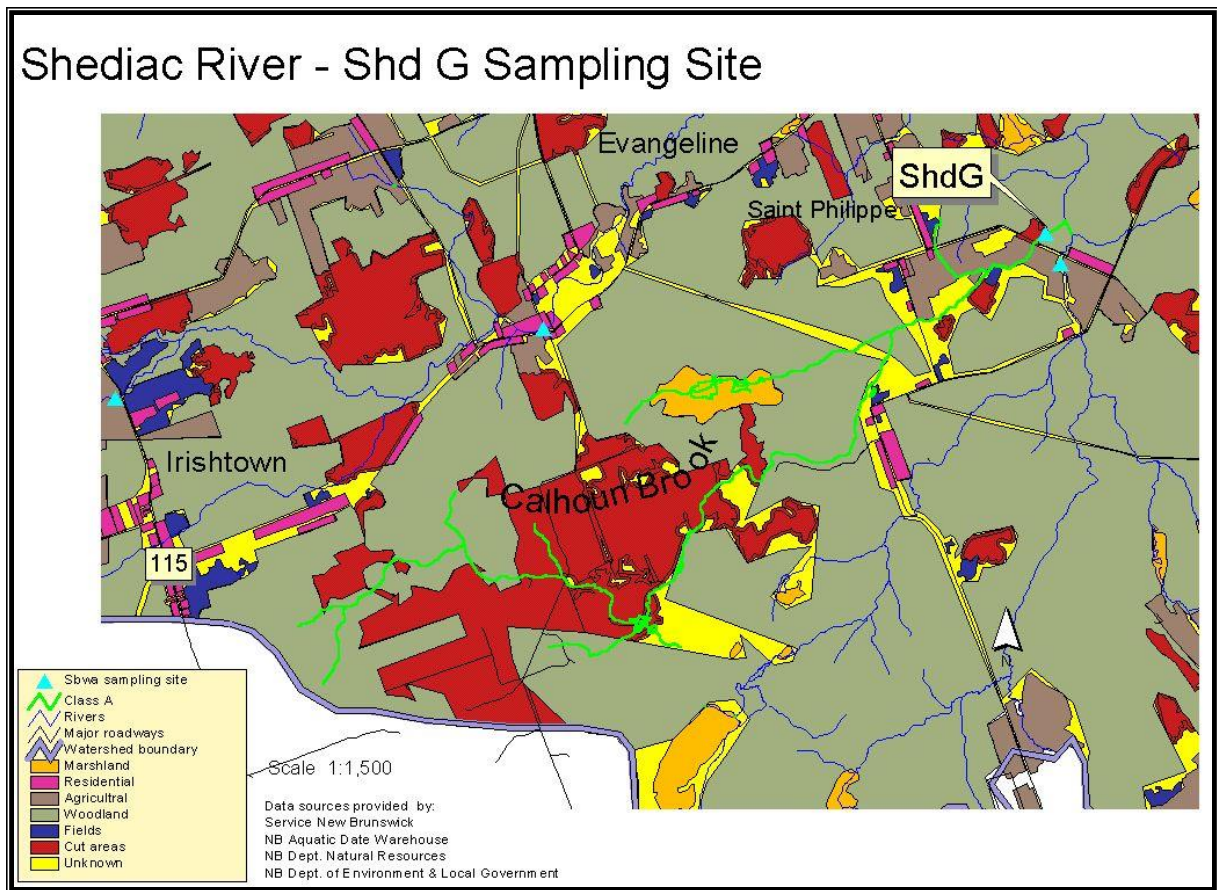 Shediac River - Shd G Sampling Site
Evangeline
ShdG
Saint Philippe
Irishtown
Calhoun Brook
115
N
Sbwa sampling site
Class A
Rivers
Major roadways
Watershed boundary
Marshland
Residential
Agricultral
Woodland
Fields
Cut areas
Unknown
Scale 1:1,500
Data sources provided by:
Service New Brunswick
NB Aquatic Date Warehouse
NB Dept. Natural Resources
NB Dept. of Environment & Local Government